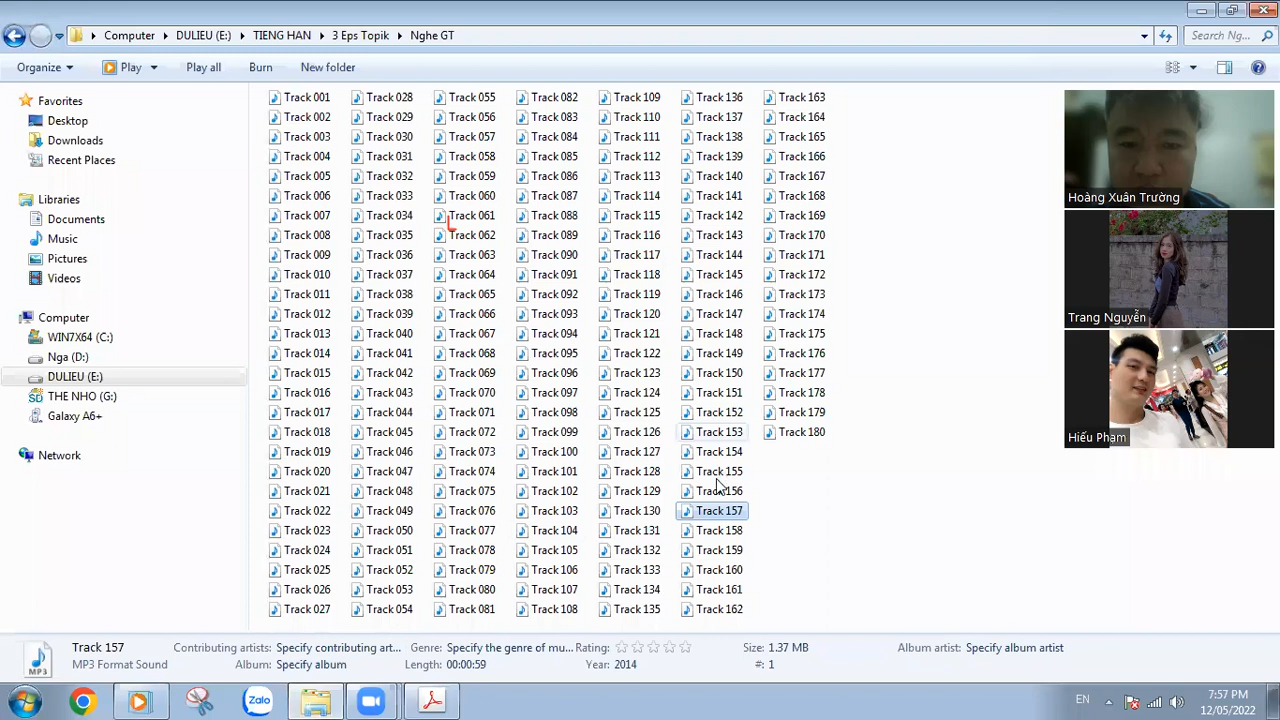 Computer DULIEU (E:) TIENG HAN 3 Eps Topik Nghe GT Search Ng...
Organize Play Play all Burn New folder
Favorites
Desktop
Downloads
Recent Places
Libraries
Documents
Music
Pictures
Videos
Computer
WIN7X64 (C:)
Nga (D:)
DULIEU (E:)
THE NHO (G:)
Galaxy A6+
Network
Track 001 Track 028 Track 055 Track 082 Track 109 Track 136 Track 163
Track 002 Track 029 Track 056 Track 083 Track 110 Track 137 Track 164
Track 003 Track 030 Track 057 Track 084 Track 111 Track 138 Track 165
Track 004 Track 031 Track 058 Track 085 Track 112 Track 139 Track 166
Track 005 Track 032 Track 059 Track 086 Track 113 Track 140 Track 167
Track 006 Track 033 Track 060 Track 087 Track 114 Track 141 Track 168
Track 007 Track 034 Track 061 Track 088 Track 115 Track 142 Track 169
Track 008 Track 035 Track 062 Track 089 Track 116 Track 143 Track 170
Track 009 Track 036 Track 063 Track 090 Track 117 Track 144 Track 171
Track 010 Track 037 Track 064 Track 091 Track 118 Track 145 Track 172
Track 011 Track 038 Track 065 Track 092 Track 119 Track 146 Track 173
Track 012 Track 039 Track 066 Track 093 Track 120 Track 147 Track 174
Track 013 Track 040 Track 067 Track 094 Track 121 Track 148 Track 175
Track 014 Track 041 Track 068 Track 095 Track 122 Track 149 Track 176
Track 015 Track 042 Track 069 Track 096 Track 123 Track 150 Track 177
Track 016 Track 043 Track 070 Track 097 Track 124 Track 151 Track 178
Track 017 Track 044 Track 071 Track 098 Track 125 Track 152 Track 179
Track 018 Track 045 Track 072 Track 099 Track 126 Track 153 Track 180
Track 019 Track 046 Track 073 Track 100 Track 127 Track 154
Track 020 Track 047 Track 074 Track 101 Track 128 Track 155
Track 021 Track 048 Track 075 Track 102 Track 129 Track 156
Track 022 Track 049 Track 076 Track 103 Track 130 Track 157
Track 023 Track 050 Track 077 Track 104 Track 131 Track 158
Track 024 Track 051 Track 078 Track 105 Track 132 Track 159
Track 025 Track 052 Track 079 Track 106 Track 133 Track 160
Track 026 Track 053 Track 080 Track 107 Track 134 Track 161
Track 027 Track 054 Track 081 Track 108 Track 135 Track 162
Hoàng Xuân Trường
Trang Nguyễn
Hiếu Phạm
Track 157 Contributing artists: Specify contributing art... Genre: Specify the genre of mu... Rating: Size: 1.37 MB Album artist: Specify album artist
MP3 Format Sound Album: Specify album Length: 00:00:59 Year: 2014 #: 1
MP3
Zalo
EN
7:57 PM
12/05/2022